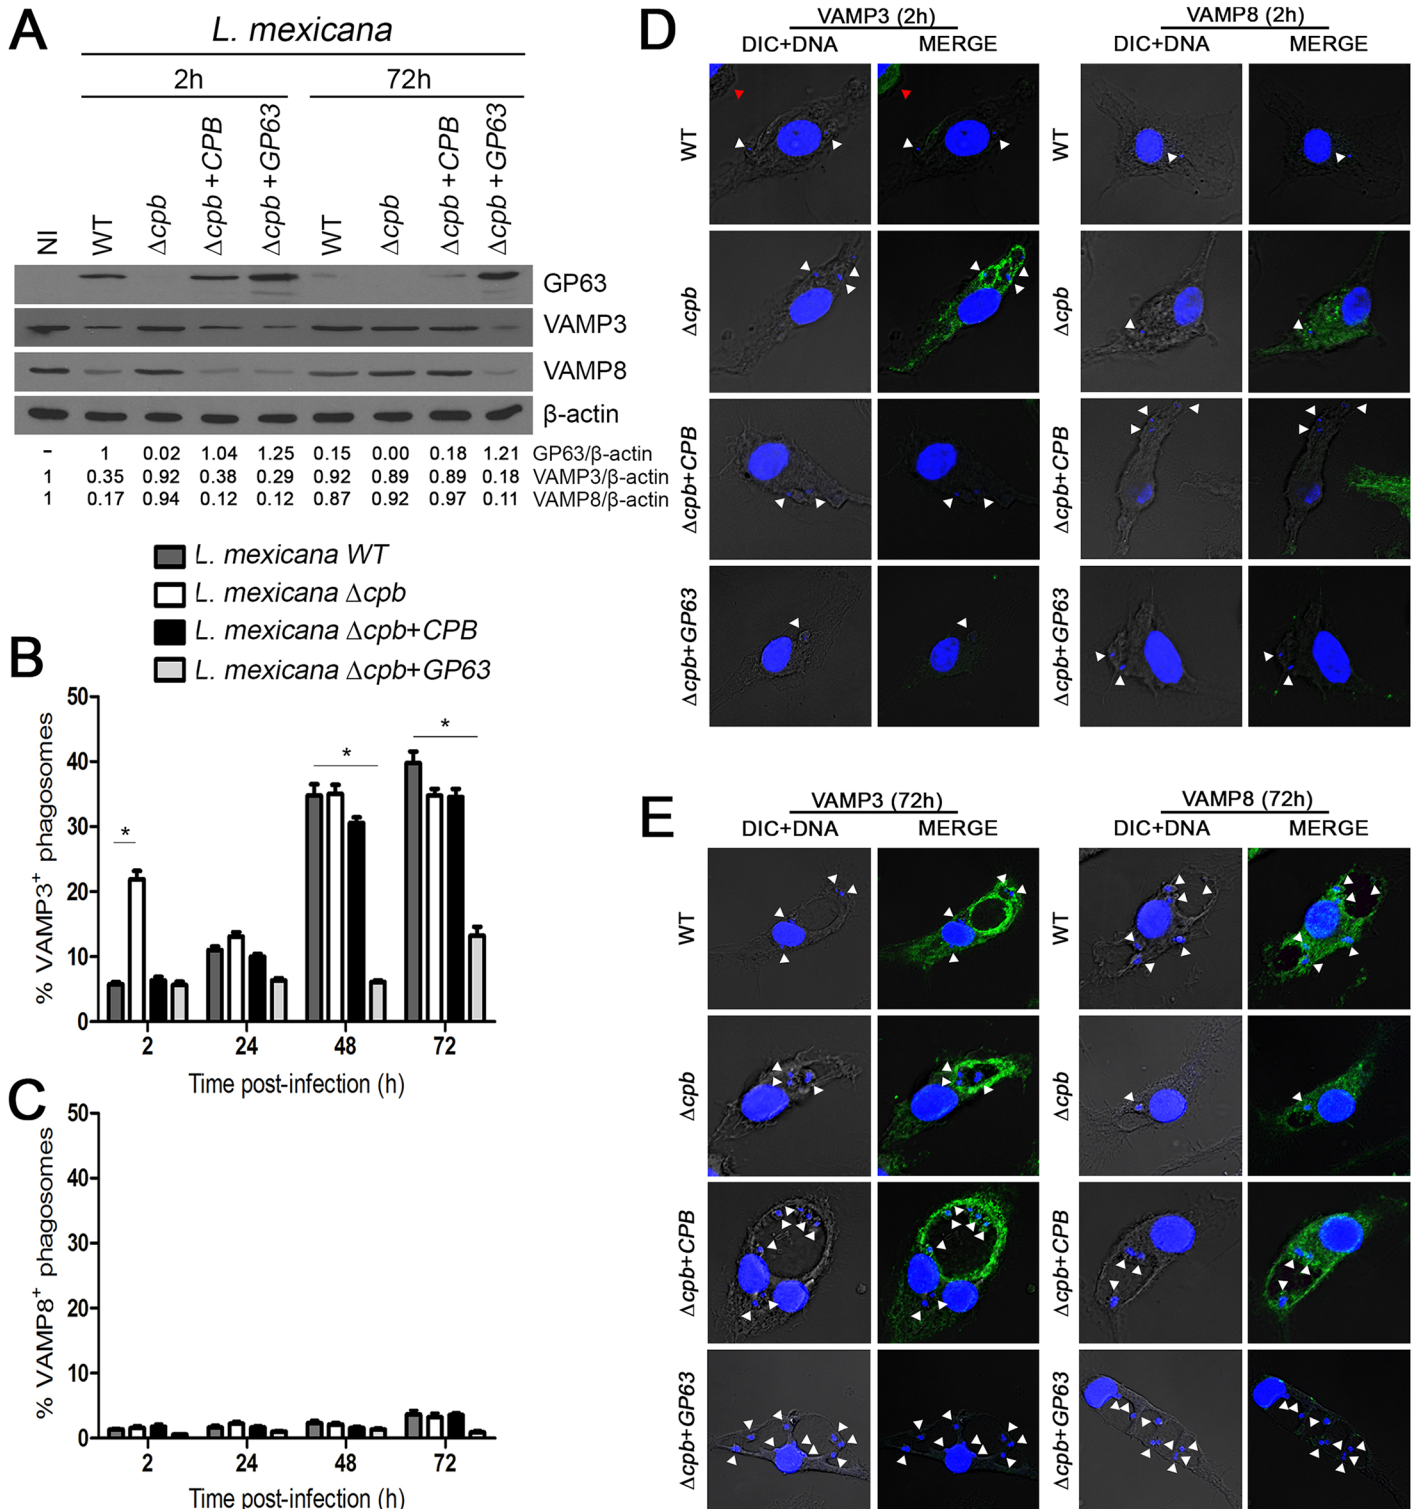 A
L. mexicana
2h 72h
NI WT Δcpb Δcpb+CPB Δcpb+GP63 WT Δcpb Δcpb+CPB Δcpb+GP63
GP63
VAMP3
VAMP8
β-actin
- 1 0.02 1.04 1.25 0.15 0.00 0.18 1.21 GP63/β-actin
1 0.35 0.92 0.38 0.29 0.92 0.89 0.89 0.18 VAMP3/β-actin
1 0.17 0.94 0.12 0.12 0.87 0.92 0.97 0.11 VAMP8/β-actin
L. mexicana WT
L. mexicana Δcpb
L. mexicana Δcpb+CPB
L. mexicana Δcpb+GP63
B
% VAMP3+ phagosomes
50
40
30
20
10
0
* * *
2 24 48 72
Time post-infection (h)
C
% VAMP8+ phagosomes
50
40
30
20
10
0
2 24 48 72
Time post-infection (h)
D
VAMP3 (2h) VAMP8 (2h)
DIC+DNA MERGE DIC+DNA MERGE
WT WT
Δcpb Δcpb
Δcpb+CPB Δcpb+CPB
Δcpb+GP63 Δcpb+GP63
E
VAMP3 (72h) VAMP8 (72h)
DIC+DNA MERGE DIC+DNA MERGE
WT WT
Δcpb Δcpb
Δcpb+CPB Δcpb+CPB
Δcpb+GP63 Δcpb+GP63